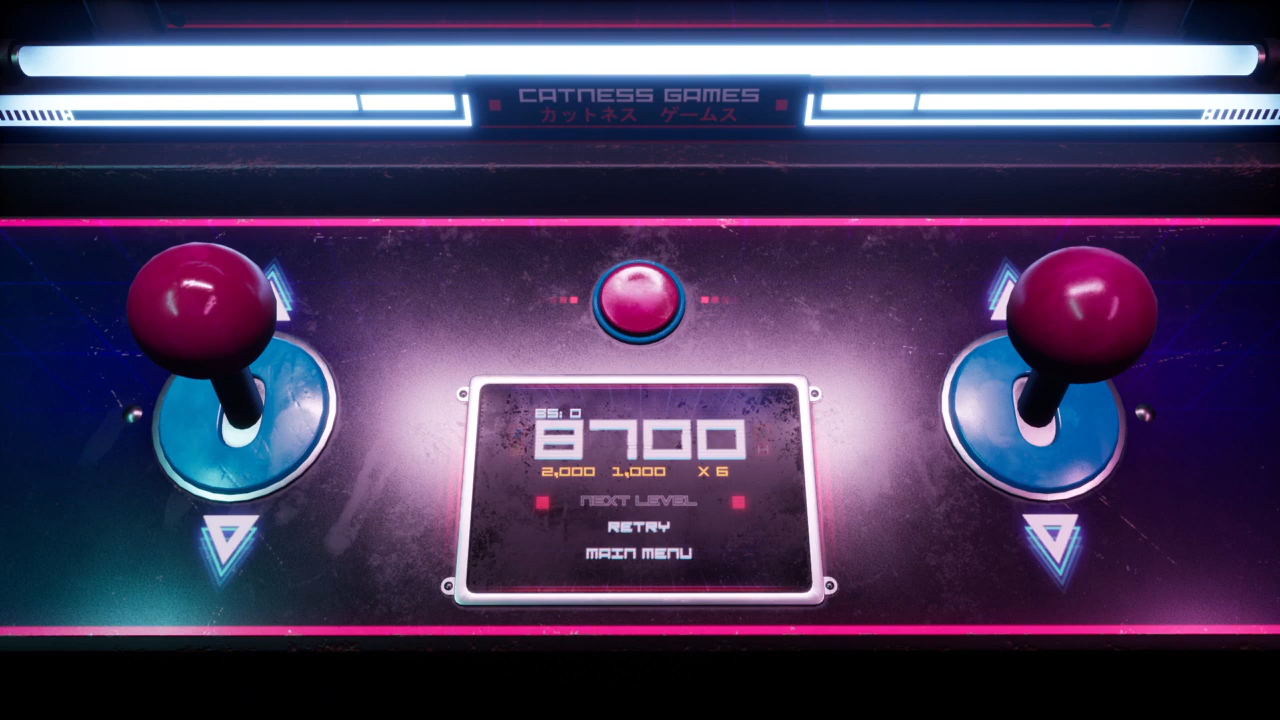 CATNESS GAMES
カットネス ゲームス
BS: 0
8700
2,000 1,000 X 6
NEXT LEVEL
RETRY
MAIN MENU